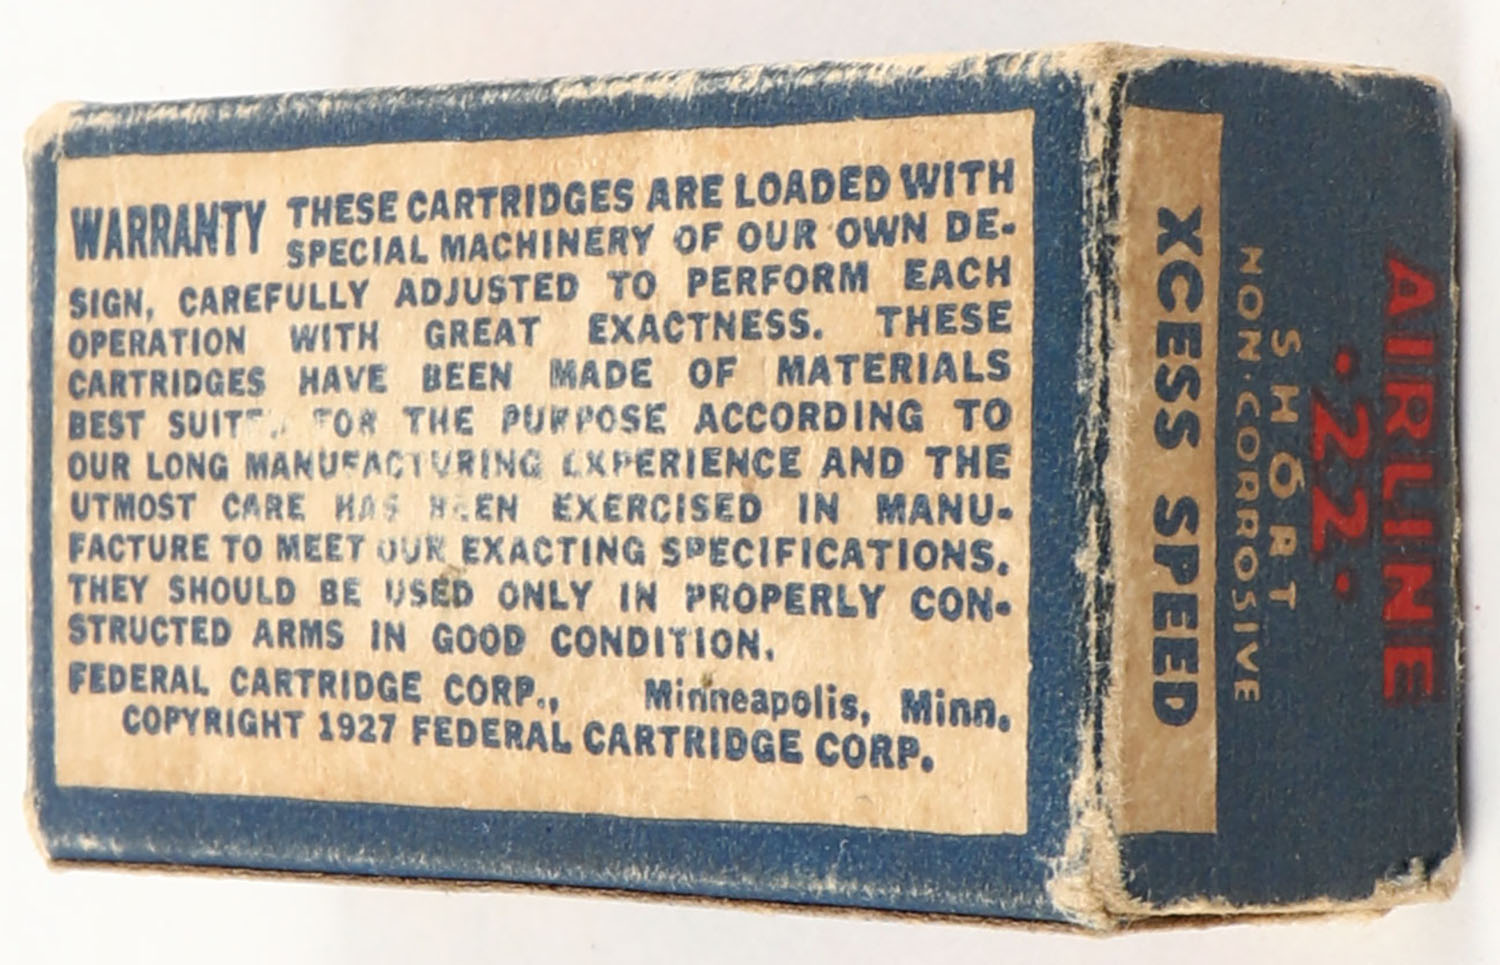 WARRANTY THESE CARTRIDGES ARE LOADED WITH
SPECIAL MACHINERY OF OUR OWN DE-
SIGN, CAREFULLY ADJUSTED TO PERFORM EACH
OPERATION WITH GREAT EXACTNESS. THESE
CARTRIDGES HAVE BEEN MADE OF MATERIALS
BEST SUITE. FOR THE PURPOSE ACCORDING TO
OUR LONG MANUFACTURING EXPERIENCE AND THE
UTMOST CARE HAS BEEN EXERCISED IN MANU-
FACTURE TO MEET OUR EXACTING SPECIFICATIONS.
THEY SHOULD BE USED ONLY IN PROPERLY CON-
STRUCTED ARMS IN GOOD CONDITION.
FEDERAL CARTRIDGE CORP., Minneapolis, Minn.
COPYRIGHT 1927 FEDERAL CARTRIDGE CORP.
AIRLINE
.22.
SHORT
NON-CORROSIVE
XCESS SPEED